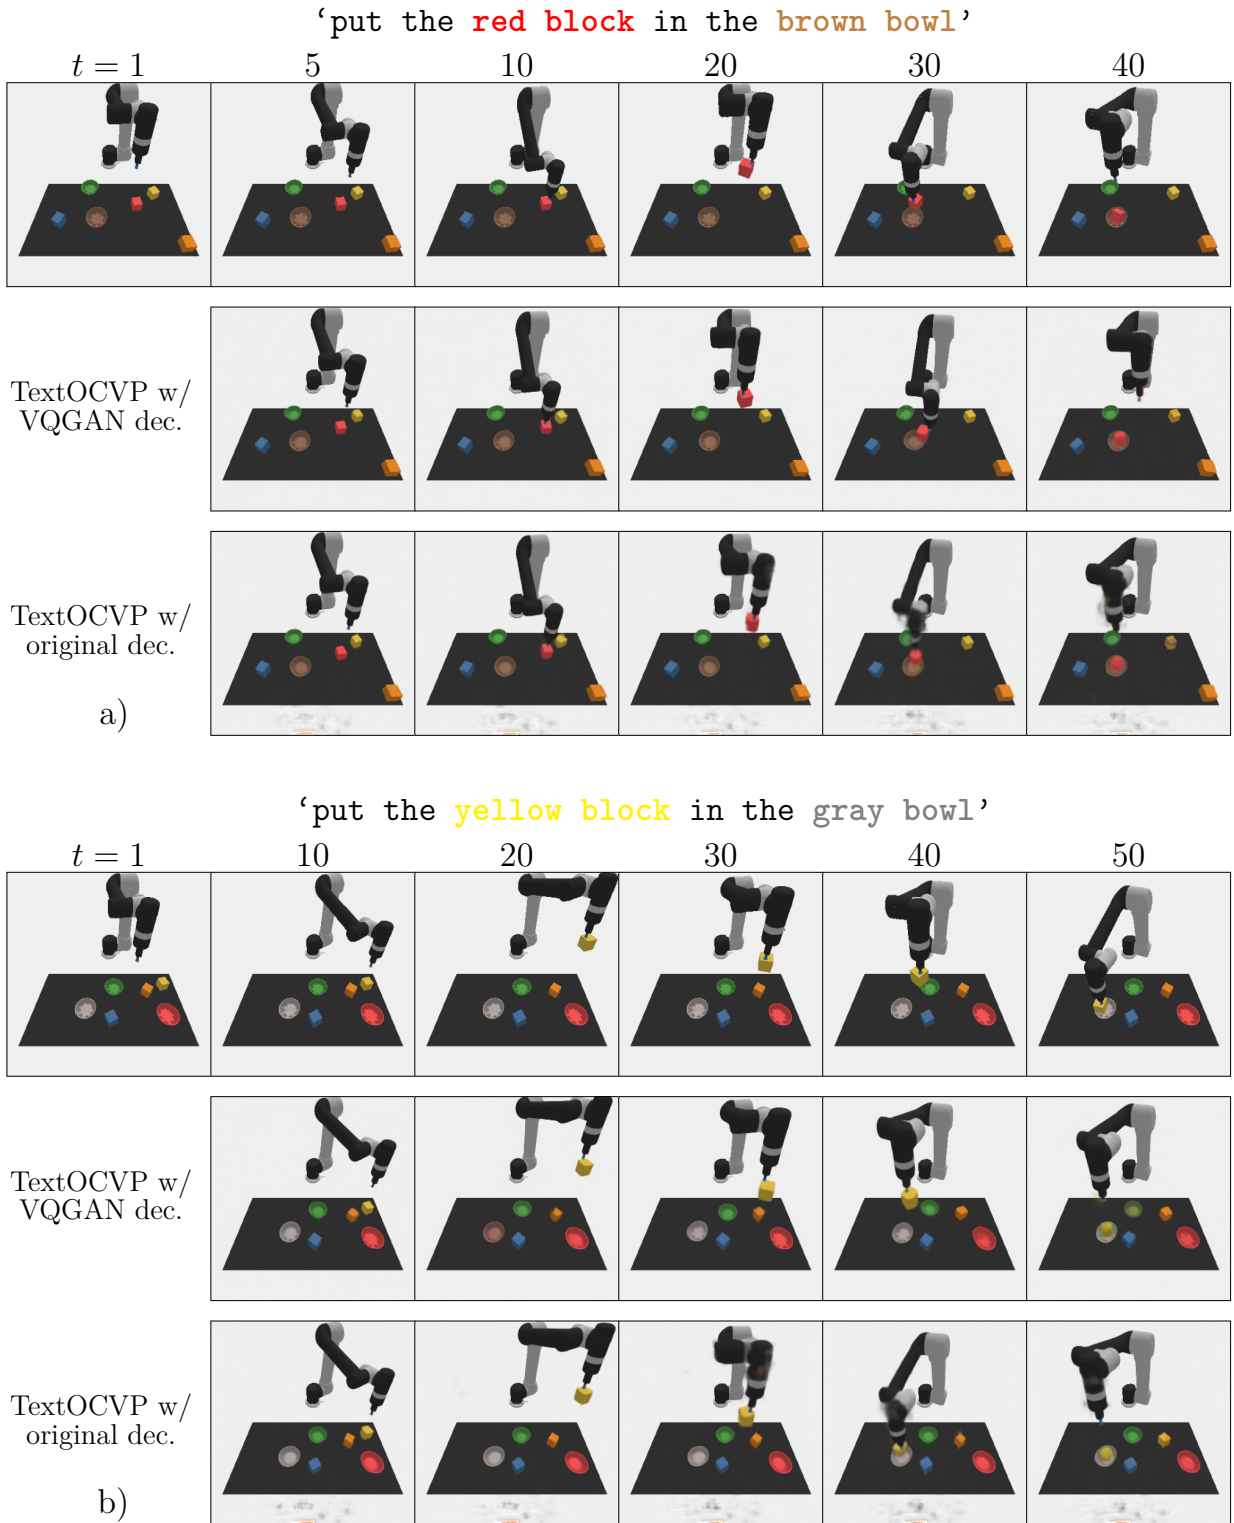 ‘put the red block in the brown bowl’
t = 1 5 10 20 30 40
TextOCVP w/
VQGAN dec.
TextOCVP w/
original dec.
a)
‘put the yellow block in the gray bowl’
t = 1 10 20 30 40 50
TextOCVP w/
VQGAN dec.
TextOCVP w/
original dec.
b)